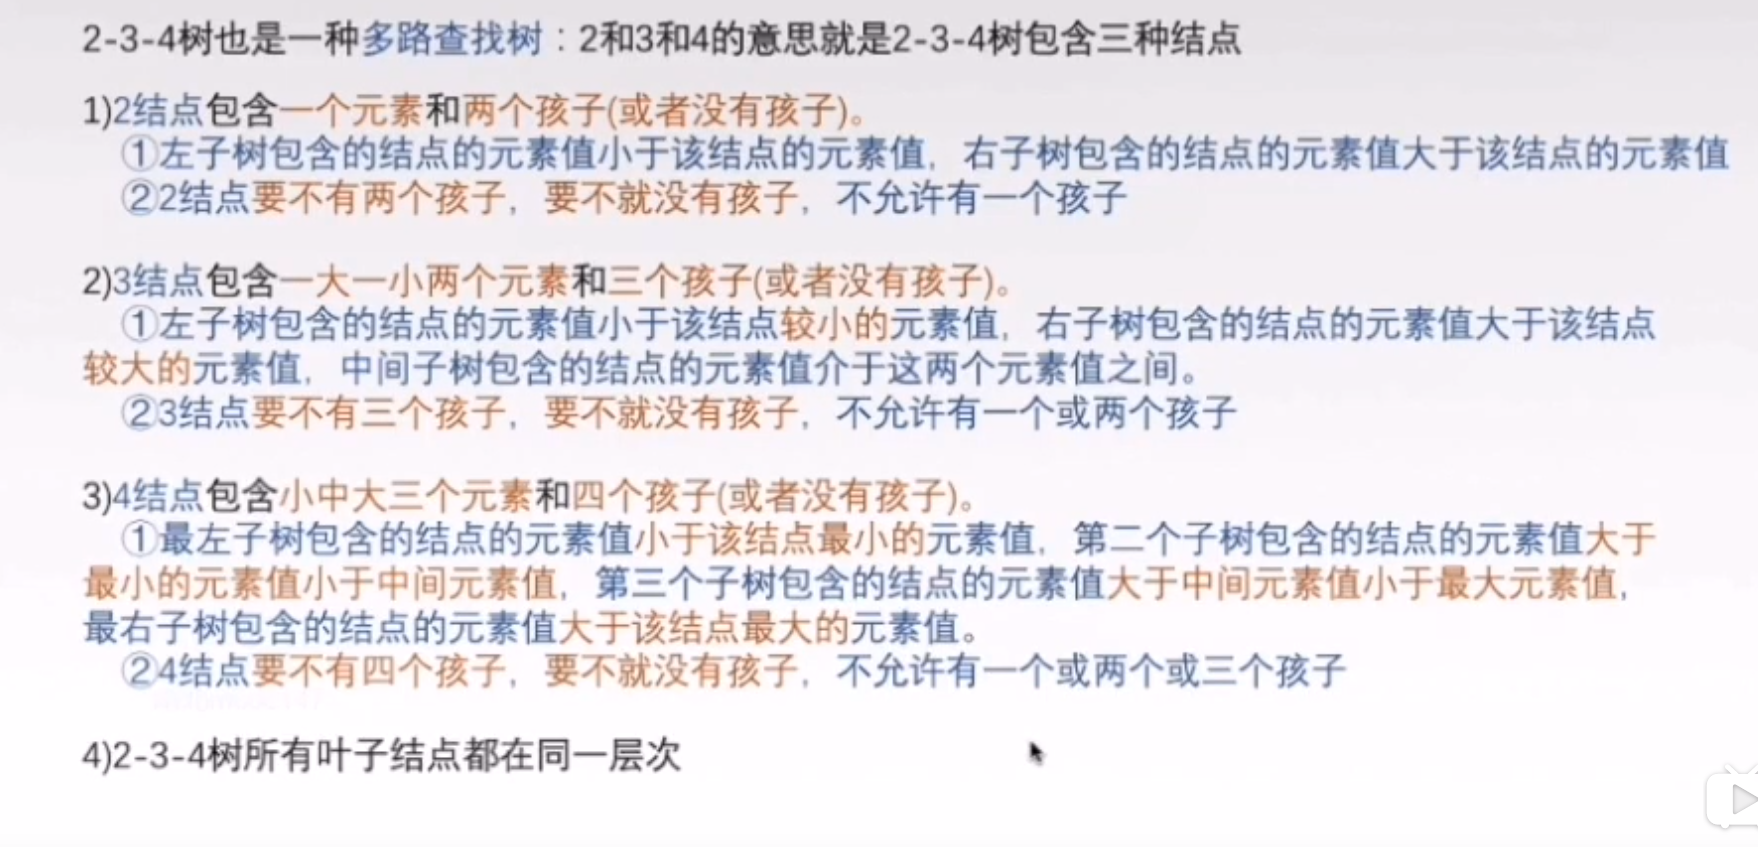 2-3-4树也是一种多路查找树：2和3和4的意思就是2-3-4树包含三种结点
1)2结点包含一个元素和两个孩子(或者没有孩子)。
①左子树包含的结点的元素值小于该结点的元素值，右子树包含的结点的元素值大于该结点的元素值
②2结点要不有两个孩子，要不就没有孩子，不允许有一个孩子
2)3结点包含一大一小两个元素和三个孩子(或者没有孩子)。
①左子树包含的结点的元素值小于该结点较小的元素值，右子树包含的结点的元素值大于该结点
较大的元素值，中间子树包含的结点的元素值介于这两个元素值之间。
②3结点要不有三个孩子，要不就没有孩子，不允许有一个或两个孩子
3)4结点包含小中大三个元素和四个孩子(或者没有孩子)。
①最左子树包含的结点的元素值小于该结点最小的元素值，第二个子树包含的结点的元素值大于
最小的元素值小于中间元素值，第三个子树包含的结点的元素值大于中间元素值小于最大元素值，
最右子树包含的结点的元素值大于该结点最大的元素值。
②4结点要不有四个孩子，要不就没有孩子，不允许有一个或两个或三个孩子
4)2-3-4树所有叶子结点都在同一层次